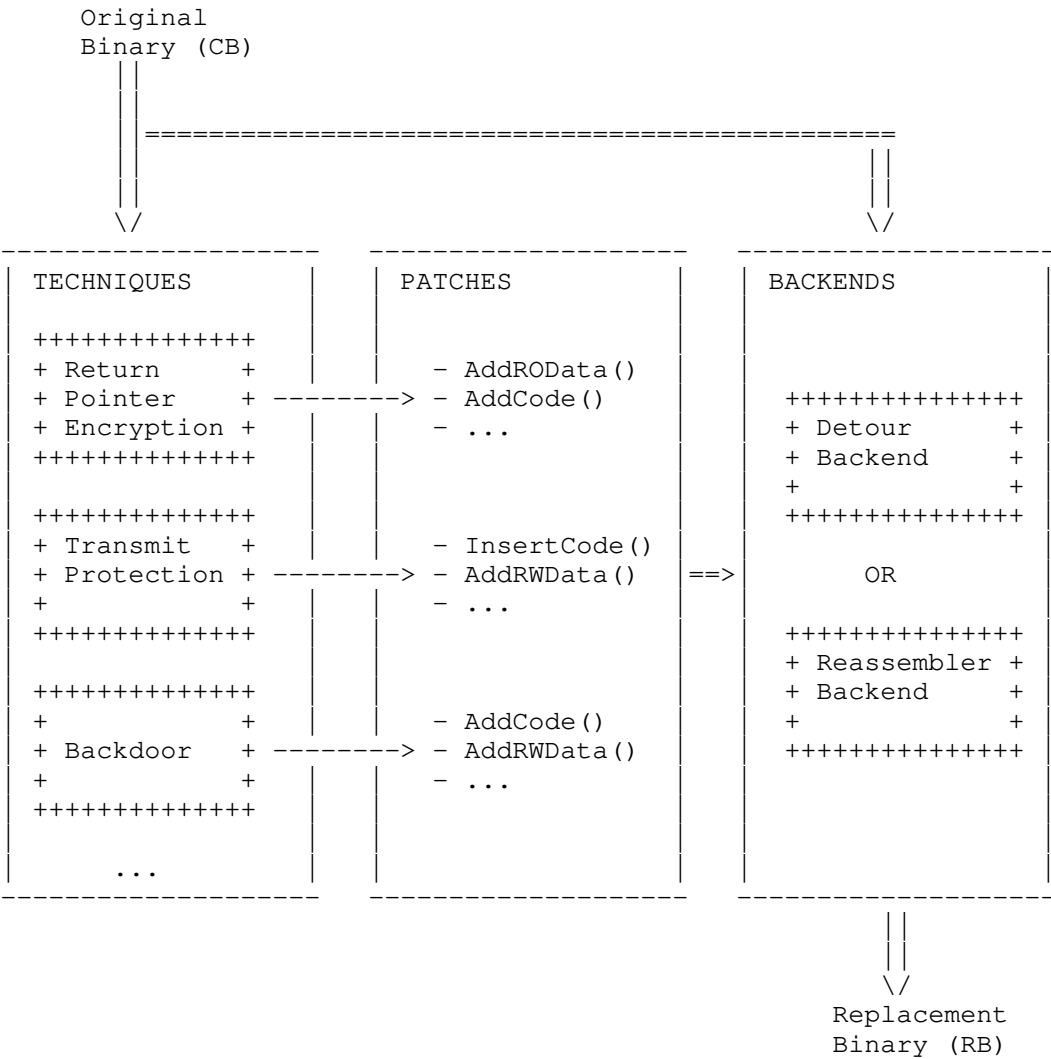 Original
Binary (CB)
TECHNIQUES
Return
Pointer
Encryption
Transmit
Protection
Backdoor
...
PATCHES
- AddROData()
- AddCode()
- ...
- InsertCode()
- AddRWData()
- ...
- AddCode()
- AddRWData()
- ...
BACKENDS
Detour
Backend
OR
Reassembler
Backend
Replacement
Binary (RB)